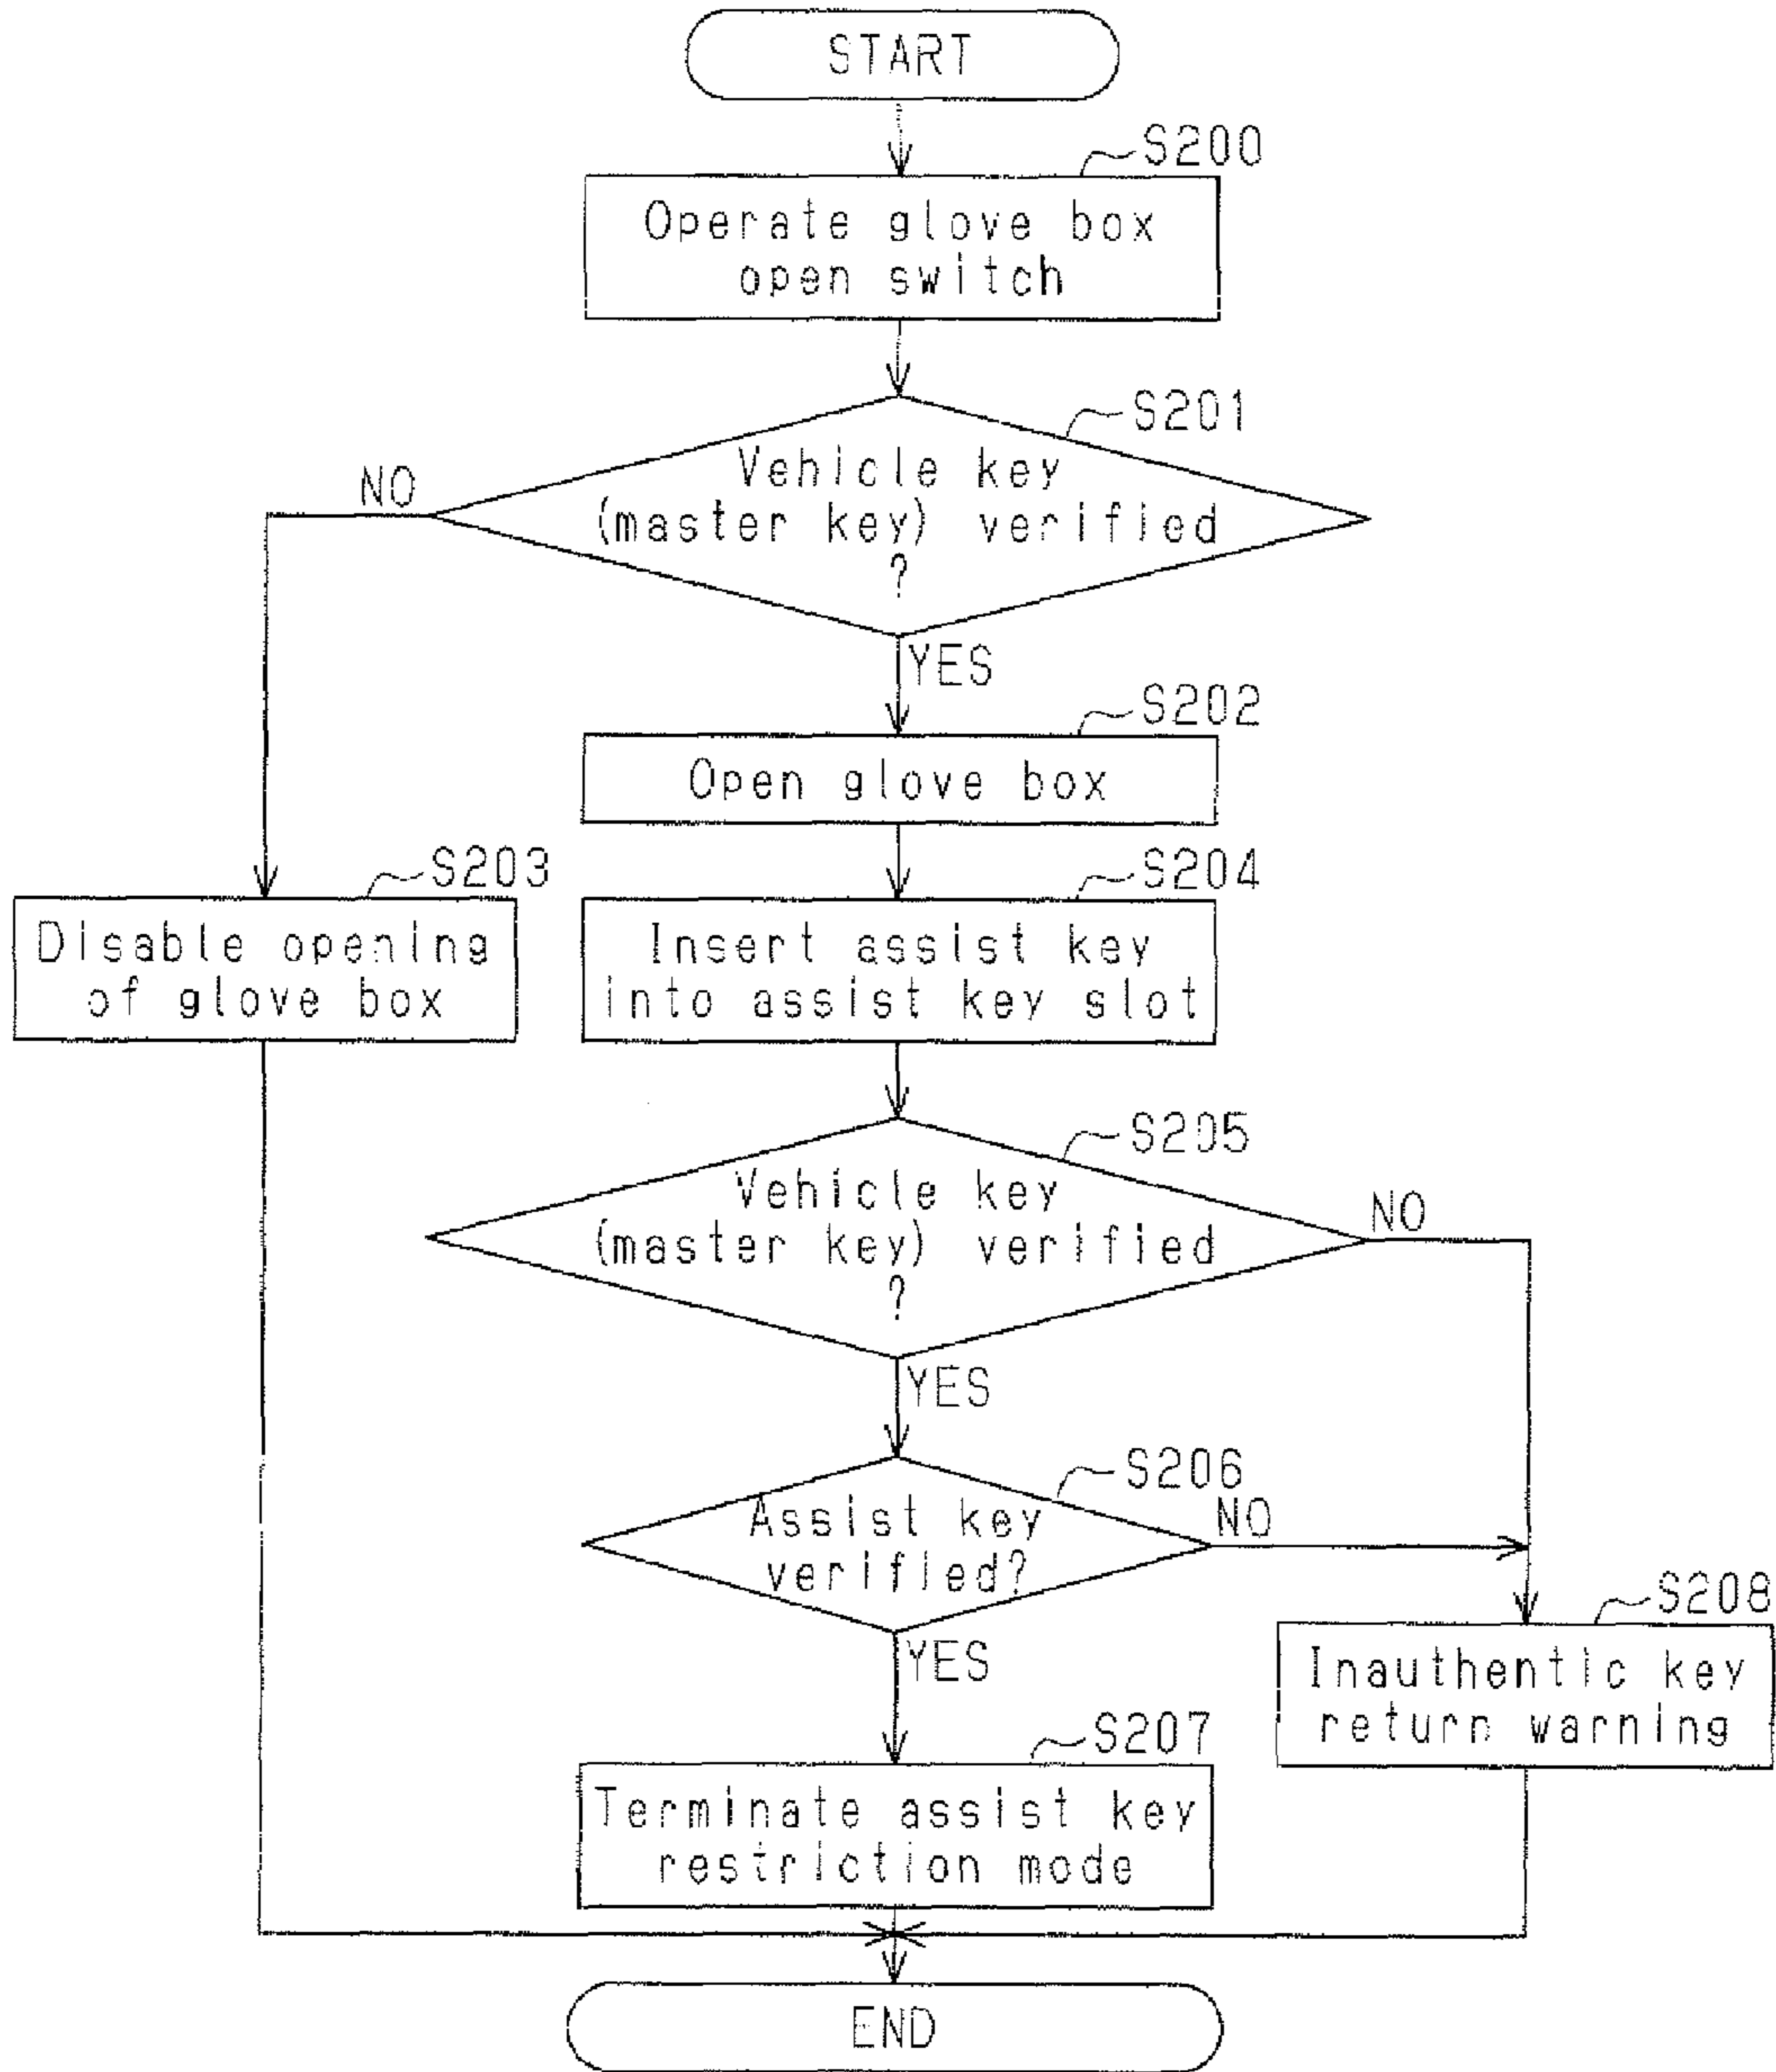 START
S200
Operate glove box
open switch
S201
Vehicle key
(master key) verified
?
NO
YES
S202
Open glove box
S203
Disable opening
of glove box
S204
Insert assist key
into assist key slot
S205
Vehicle key
(master key) verified
?
NO
YES
S206
Assist key
verified?
NO
YES
S208
Inauthentic key
return warning
S207
Terminate assist key
restriction mode
END